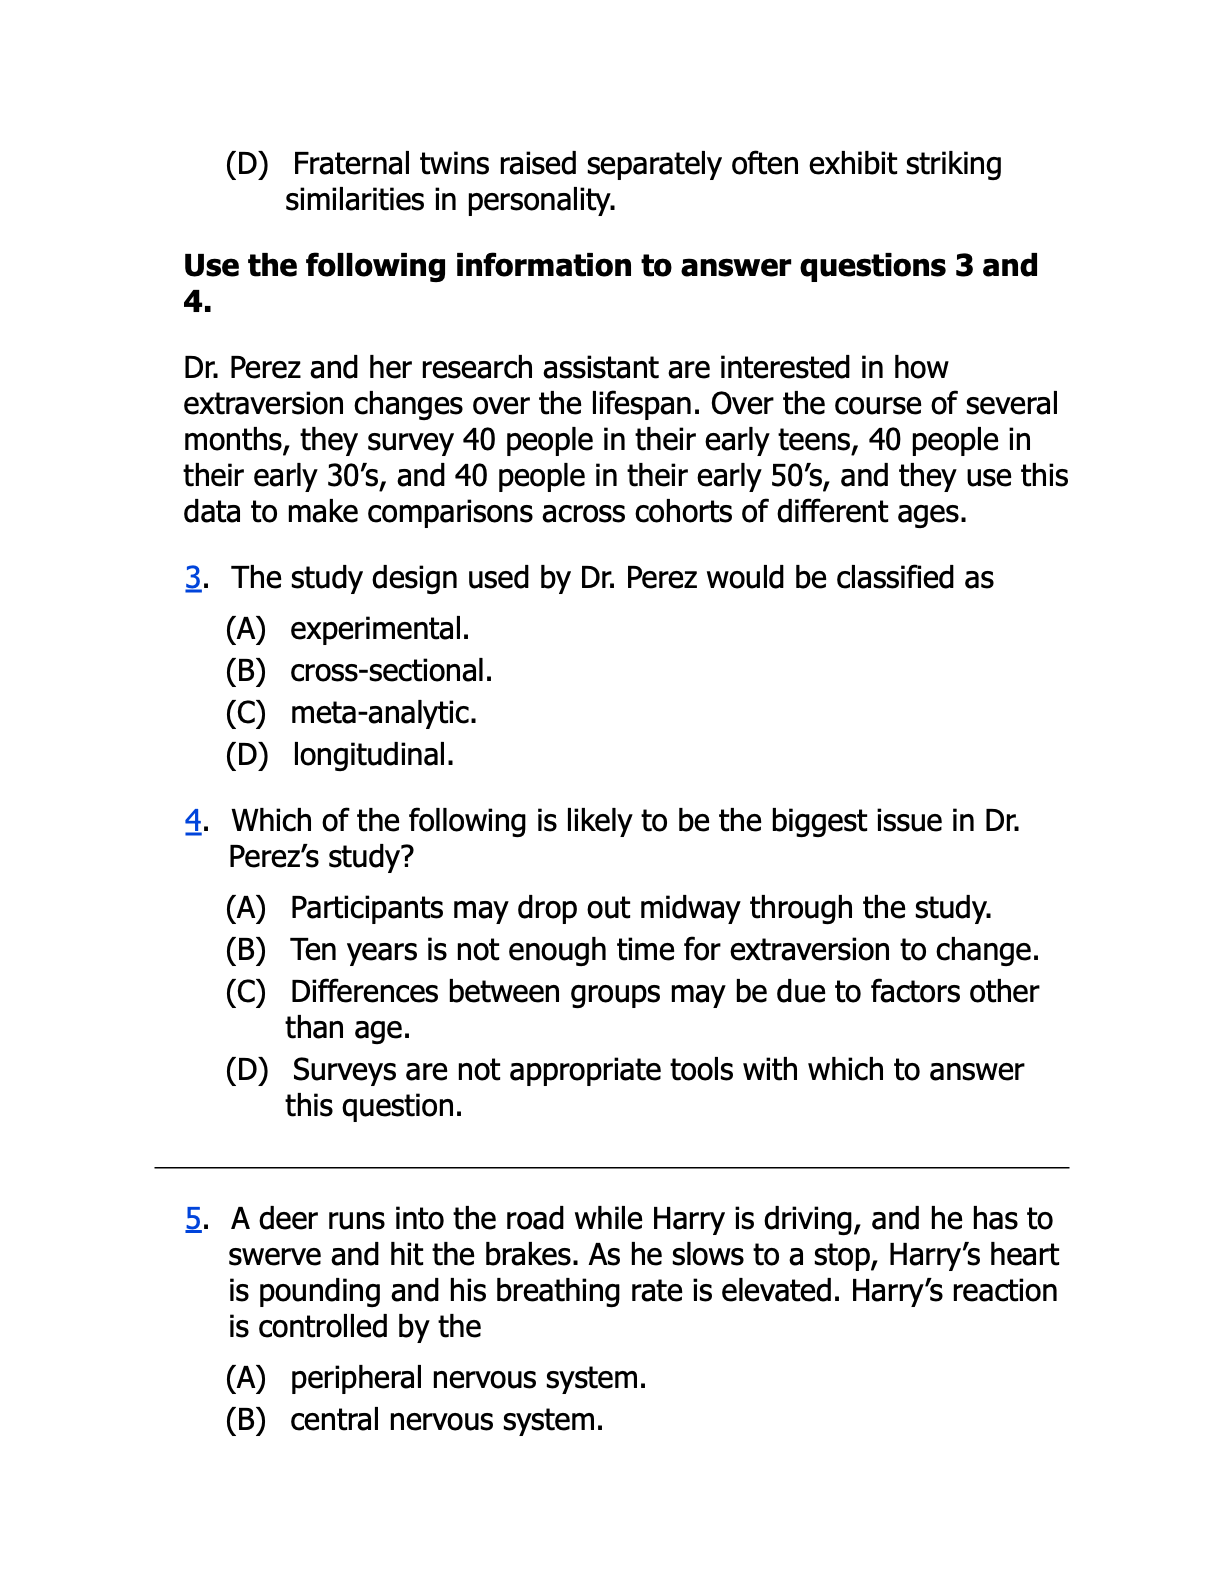 (D) Fraternal twins raised separately often exhibit striking
similarities in personality.
Use the following information to answer questions 3 and
4.
Dr. Perez and her research assistant are interested in how
extraversion changes over the lifespan. Over the course of several
months, they survey 40 people in their early teens, 40 people in
their early 30’s, and 40 people in their early 50’s, and they use this
data to make comparisons across cohorts of different ages.
3. The study design used by Dr. Perez would be classified as
(A) experimental.
(B) cross-sectional.
(C) meta-analytic.
(D) longitudinal.
4. Which of the following is likely to be the biggest issue in Dr.
Perez’s study?
(A) Participants may drop out midway through the study.
(B) Ten years is not enough time for extraversion to change.
(C) Differences between groups may be due to factors other
than age.
(D) Surveys are not appropriate tools with which to answer
this question.
5. A deer runs into the road while Harry is driving, and he has to
swerve and hit the brakes. As he slows to a stop, Harry’s heart
is pounding and his breathing rate is elevated. Harry’s reaction
is controlled by the
(A) peripheral nervous system.
(B) central nervous system.